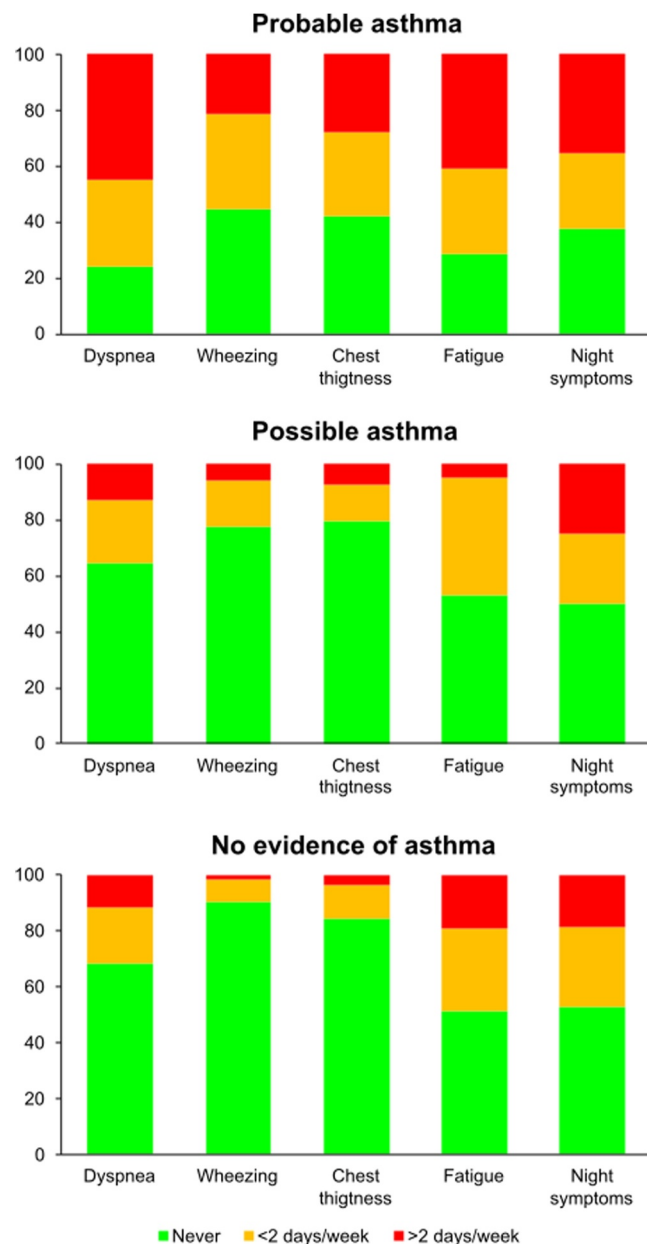 Probable asthma
100
80
60
40
20
0
Dyspnea Wheezing Chest Fatigue Night
thigtness symptoms
Possible asthma
100
80
60
40
20
0
Dyspnea Wheezing Chest Fatigue Night
thigtness symptoms
No evidence of asthma
100
80
60
40
20
0
Dyspnea Wheezing Chest Fatigue Night
thigtness symptoms
Never <2 days/week >2 days/week